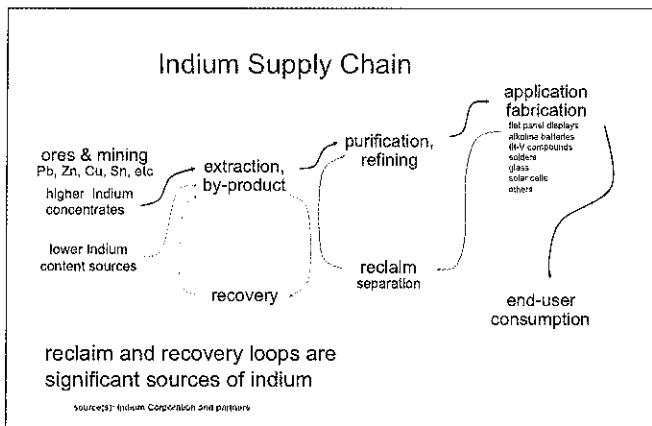 Indium Supply Chain
ores & mining
Pb, Zn, Cu, Sn, etc
higher Indium
concentrates
lower Indium
content sources
extraction,
by-product
recovery
purification,
refining
reclaim
separation
application
fabrication
flat panel displays
alkaline batteries
III-V compounds
solders
glass
solar cells
others
end-user
consumption
reclaim and recovery loops are
significant sources of indium
source(s): Indium Corporation and partners